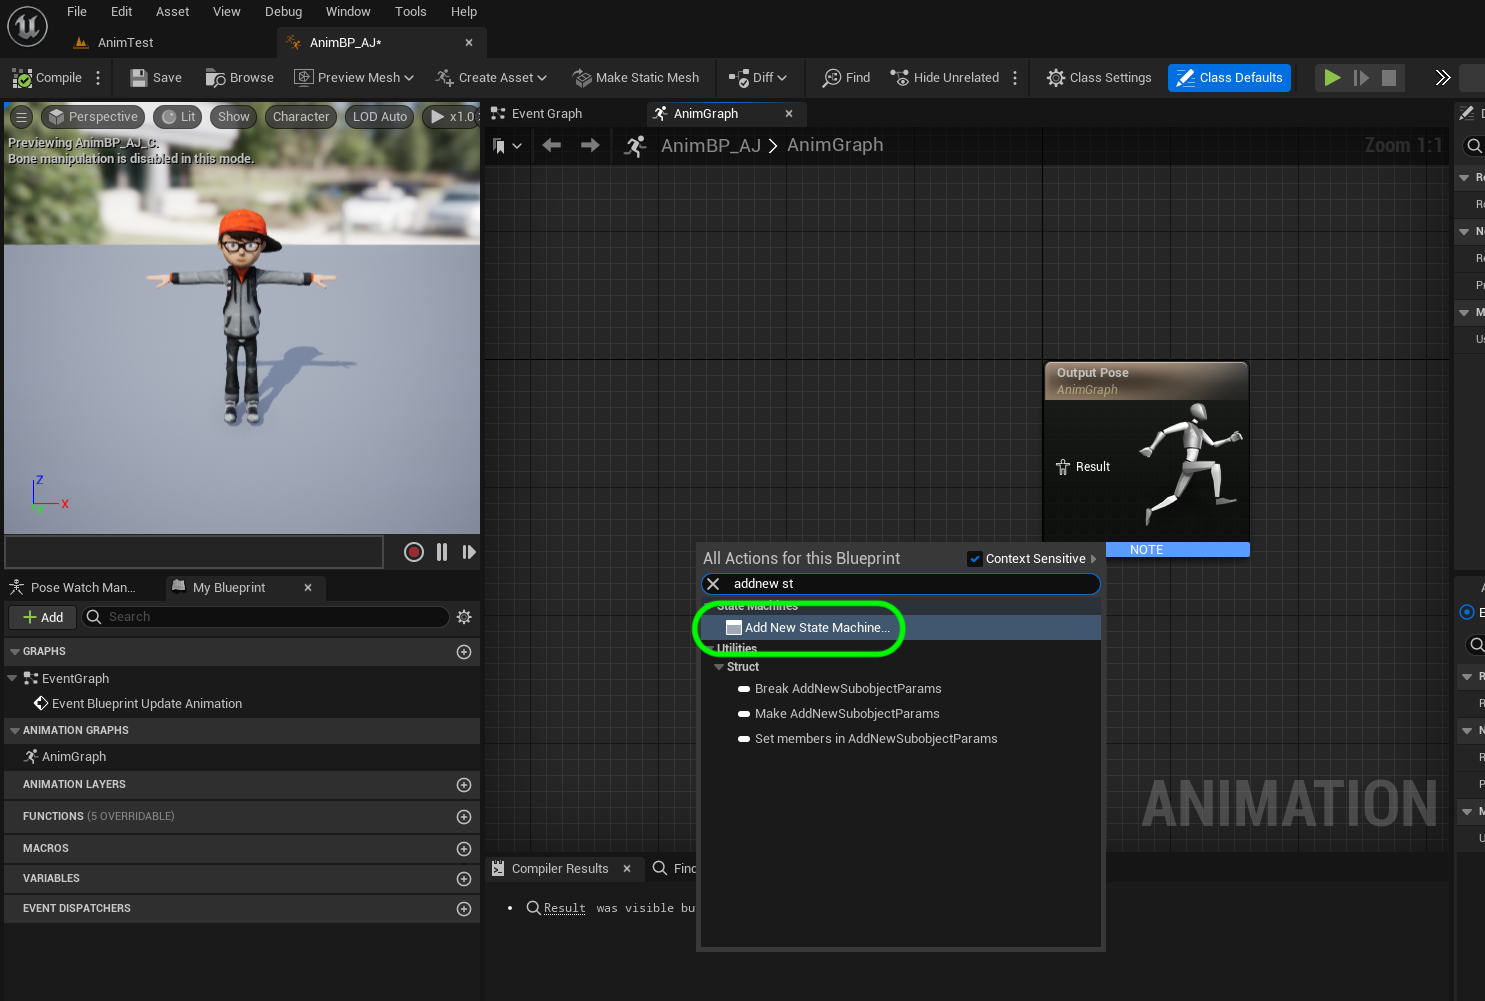 File Edit Asset View Debug Window Tools Help
AnimTest
AnimBP_AJ*
Compile Save Browse Preview Mesh Create Asset Make Static Mesh Diff Find Hide Unrelated Class Settings Class Defaults
Perspective Lit Show Character LOD Auto x1.0
Previewing AnimBP_AJ_C.
Bone manipulation is disabled in this mode.
Z
X
Y
Event Graph
AnimGraph
AnimBP_AJ > AnimGraph
Zoom 1:1
Output Pose
AnimGraph
Result
NOTE
All Actions for this Blueprint
Context Sensitive
addnew st
State Machines
Add New State Machine...
Utilities
Struct
Break AddNewSubobjectParams
Make AddNewSubobjectParams
Set members in AddNewSubobjectParams
ANIMATION
Pose Watch Man...
My Blueprint
Add
Search
GRAPHS
EventGraph
Event Blueprint Update Animation
ANIMATION GRAPHS
AnimGraph
ANIMATION LAYERS
FUNCTIONS (5 OVERRIDABLE)
MACROS
VARIABLES
EVENT DISPATCHERS
Compiler Results
Find
Result was visible bu